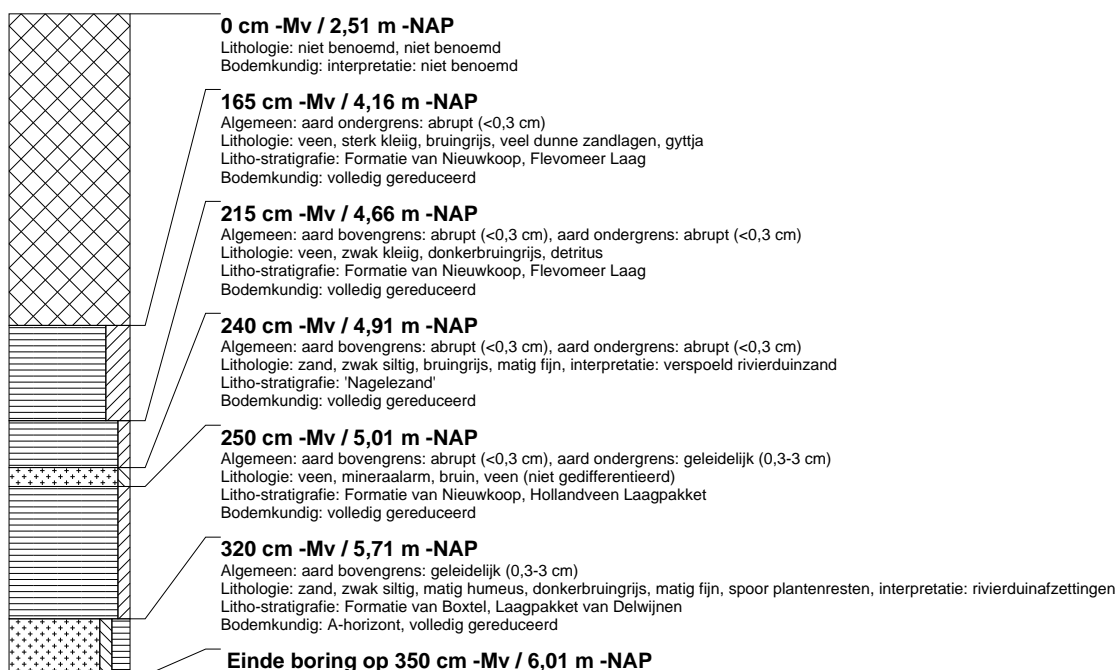 0 cm -Mv / 2,51 m -NAP
Lithologie: niet benoemd, niet benoemd
Bodemkundig: interpretatie: niet benoemd
165 cm -Mv / 4,16 m -NAP
Algemeen: aard ondergrens: abrupt (<0,3 cm)
Lithologie: veen, sterk kleiig, bruingrijs, veel dunne zandlagen, gyttja
Litho-stratigrafie: Formatie van Nieuwkoop, Flevomeer Laag
Bodemkundig: volledig gereduceerd
215 cm -Mv / 4,66 m -NAP
Algemeen: aard bovengrens: abrupt (<0,3 cm), aard ondergrens: abrupt (<0,3 cm)
Lithologie: veen, zwak kleiig, donkerbruingrijs, detritus
Litho-stratigrafie: Formatie van Nieuwkoop, Flevomeer Laag
Bodemkundig: volledig gereduceerd
240 cm -Mv / 4,91 m -NAP
Algemeen: aard bovengrens: abrupt (<0,3 cm), aard ondergrens: abrupt (<0,3 cm)
Lithologie: zand, zwak siltig, bruingrijs, matig fijn, interpretatie: verspoeld rivierduinzand
Litho-stratigrafie: 'Nagelezand'
Bodemkundig: volledig gereduceerd
250 cm -Mv / 5,01 m -NAP
Algemeen: aard bovengrens: abrupt (<0,3 cm), aard ondergrens: geleidelijk (0,3-3 cm)
Lithologie: veen, mineraalarm, bruin, veen (niet gedifferentieerd)
Litho-stratigrafie: Formatie van Nieuwkoop, Hollandveen Laagpakket
Bodemkundig: volledig gereduceerd
320 cm -Mv / 5,71 m -NAP
Algemeen: aard bovengrens: geleidelijk (0,3-3 cm)
Lithologie: zand, zwak siltig, matig humeus, donkerbruingrijs, matig fijn, spoor plantenresten, interpretatie: rivierduinafzettingen
Litho-stratigrafie: Formatie van Boxtel, Laagpakket van Delwijnen
Bodemkundig: A-horizont, volledig gereduceerd
Einde boring op 350 cm -Mv / 6,01 m -NAP